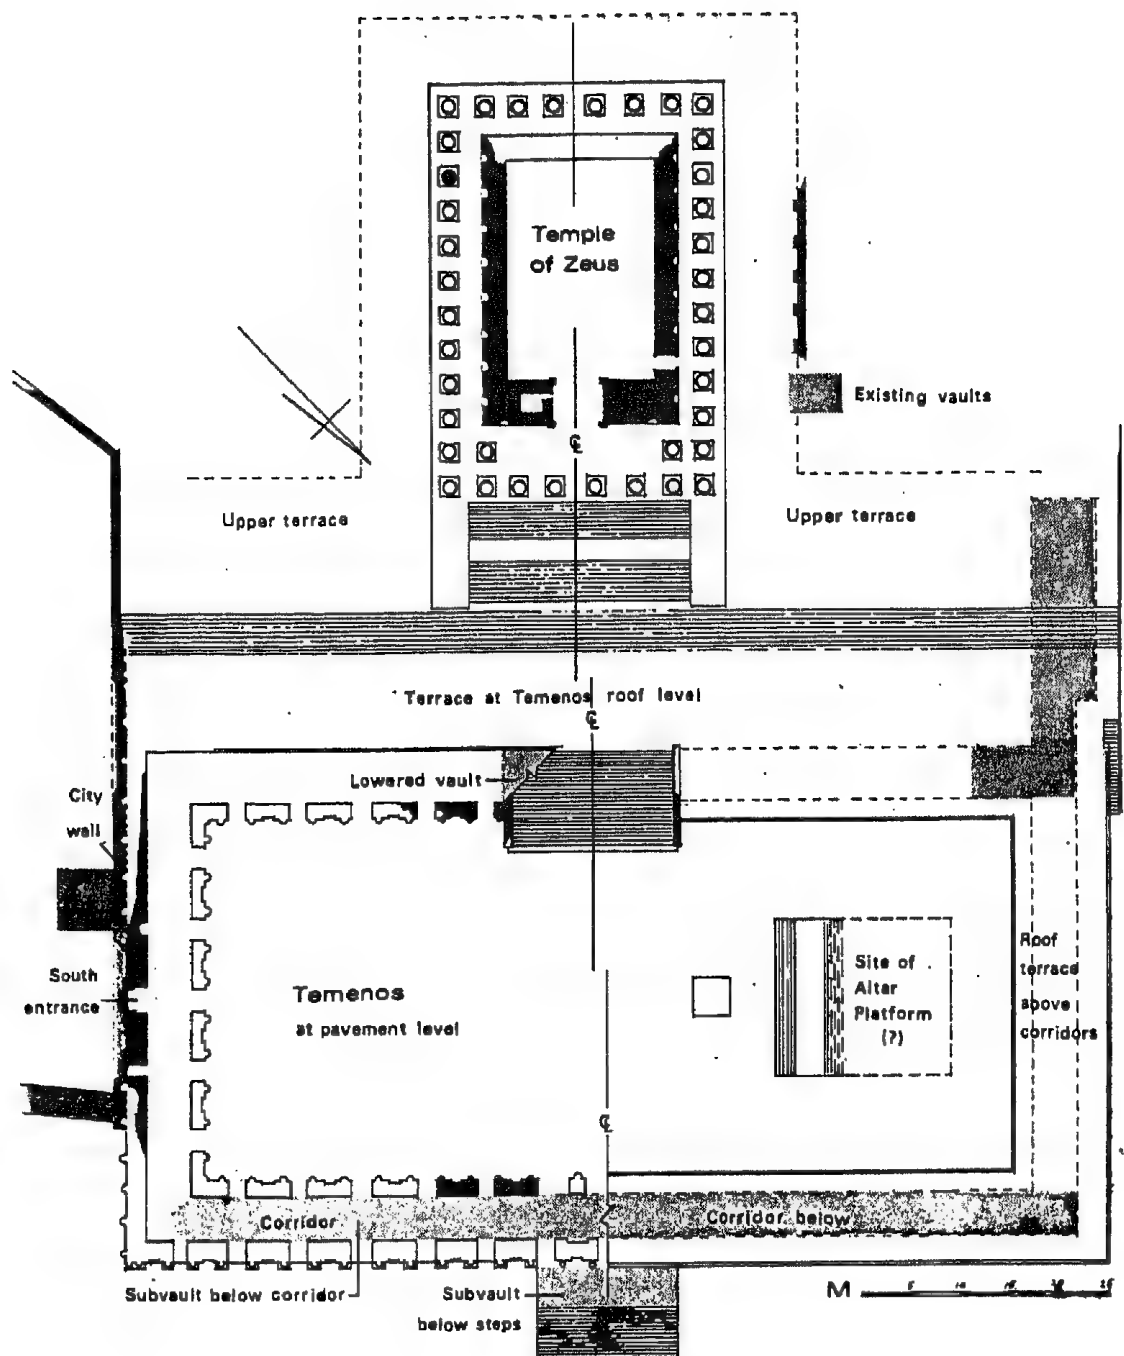 Temple
of Zeus
Existing vaults
℄
Upper terrace
Upper terrace
Terrace at Temenos roof level
℄
Lowered vault
City
wall
South
entrance
Temenos
at pavement level
Site of
Altar
Platform
(?)
Roof
terrace
above
corridors
℄
Corridor
Corridor below
Subvault below corridor
Subvault
below steps
M